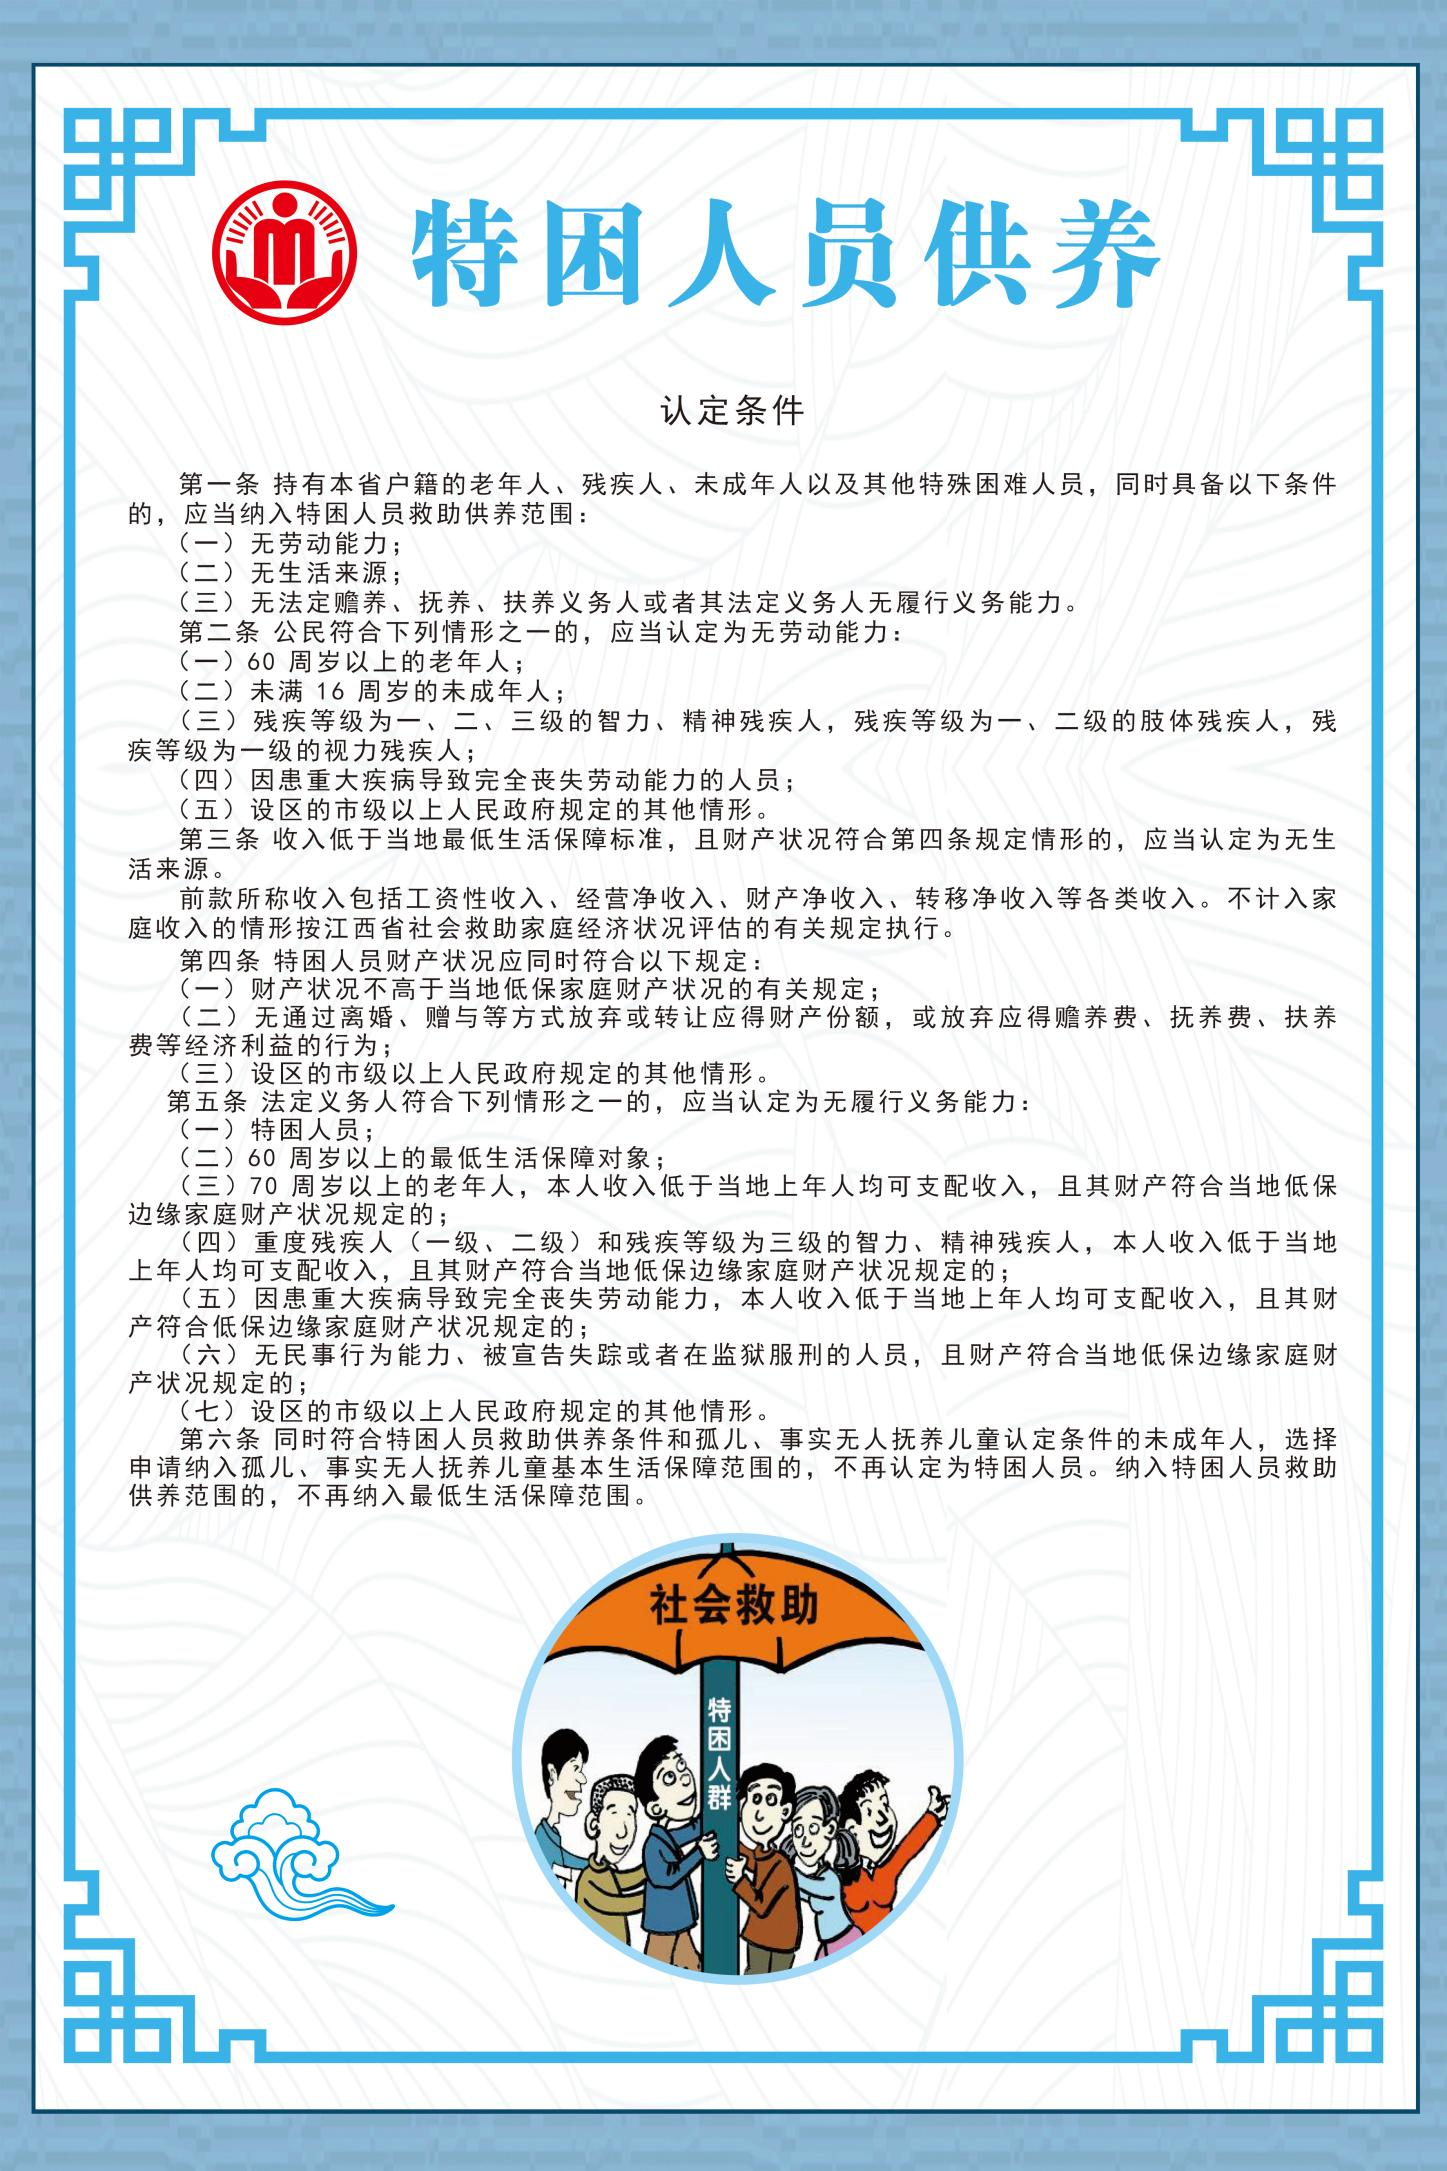 特困人员供养
认定条件
第一条 持有本省户籍的老年人、残疾人、未成年人以及其他特殊困难人员，同时具备以下条件
的，应当纳入特困人员救助供养范围：
（一）无劳动能力；
（二）无生活来源；
（三）无法定赡养、抚养、扶养义务人或者其法定义务人无履行义务能力。
第二条 公民符合下列情形之一的，应当认定为无劳动能力：
（一）60 周岁以上的老年人；
（二）未满 16 周岁的未成年人；
（三）残疾等级为一、二、三级的智力、精神残疾人，残疾等级为一、二级的肢体残疾人，残
疾等级为一级的视力残疾人；
（四）因患重大疾病导致完全丧失劳动能力的人员；
（五）设区的市级以上人民政府规定的其他情形。
第三条 收入低于当地最低生活保障标准，且财产状况符合第四条规定情形的，应当认定为无生
活来源。
前款所称收入包括工资性收入、经营净收入、财产净收入、转移净收入等各类收入。不计入家
庭收入的情形按江西省社会救助家庭经济状况评估的有关规定执行。
第四条 特困人员财产状况应同时符合以下规定：
（一）财产状况不高于当地低保家庭财产状况的有关规定；
（二）无通过离婚、赠与等方式放弃或转让应得财产份额，或放弃应得赡养费、抚养费、扶养
费等经济利益的行为；
（三）设区的市级以上人民政府规定的其他情形。
第五条 法定义务人符合下列情形之一的，应当认定为无履行义务能力：
（一）特困人员；
（二）60 周岁以上的最低生活保障对象；
（三）70 周岁以上的老年人，本人收入低于当地上年人均可支配收入，且其财产符合当地低保
边缘家庭财产状况规定的；
（四）重度残疾人（一级、二级）和残疾等级为三级的智力、精神残疾人，本人收入低于当地
上年人均可支配收入，且其财产符合当地低保边缘家庭财产状况规定的；
（五）因患重大疾病导致完全丧失劳动能力，本人收入低于当地上年人均可支配收入，且其财
产符合低保边缘家庭财产状况规定的；
（六）无民事行为能力、被宣告失踪或者在监狱服刑的人员，且财产符合当地低保边缘家庭财
产状况规定的；
（七）设区的市级以上人民政府规定的其他情形。
第六条 同时符合特困人员救助供养条件和孤儿、事实无人抚养儿童认定条件的未成年人，选择
申请纳入孤儿、事实无人抚养儿童基本生活保障范围的，不再认定为特困人员。纳入特困人员救助
供养范围的，不再纳入最低生活保障范围。
社会救助
特困人群